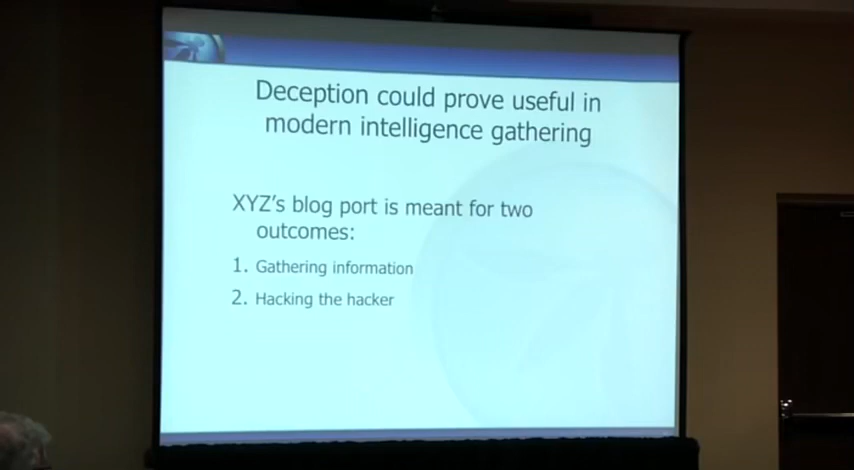 Deception could prove useful in
modern intelligence gathering
XYZ's blog port is meant for two
outcomes:
1. Gathering information
2. Hacking the hacker